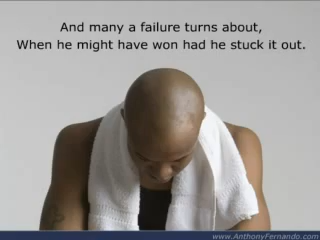 And many a failure turns about,
When he might have won had he stuck it out.
www.AnthonyFernando.com